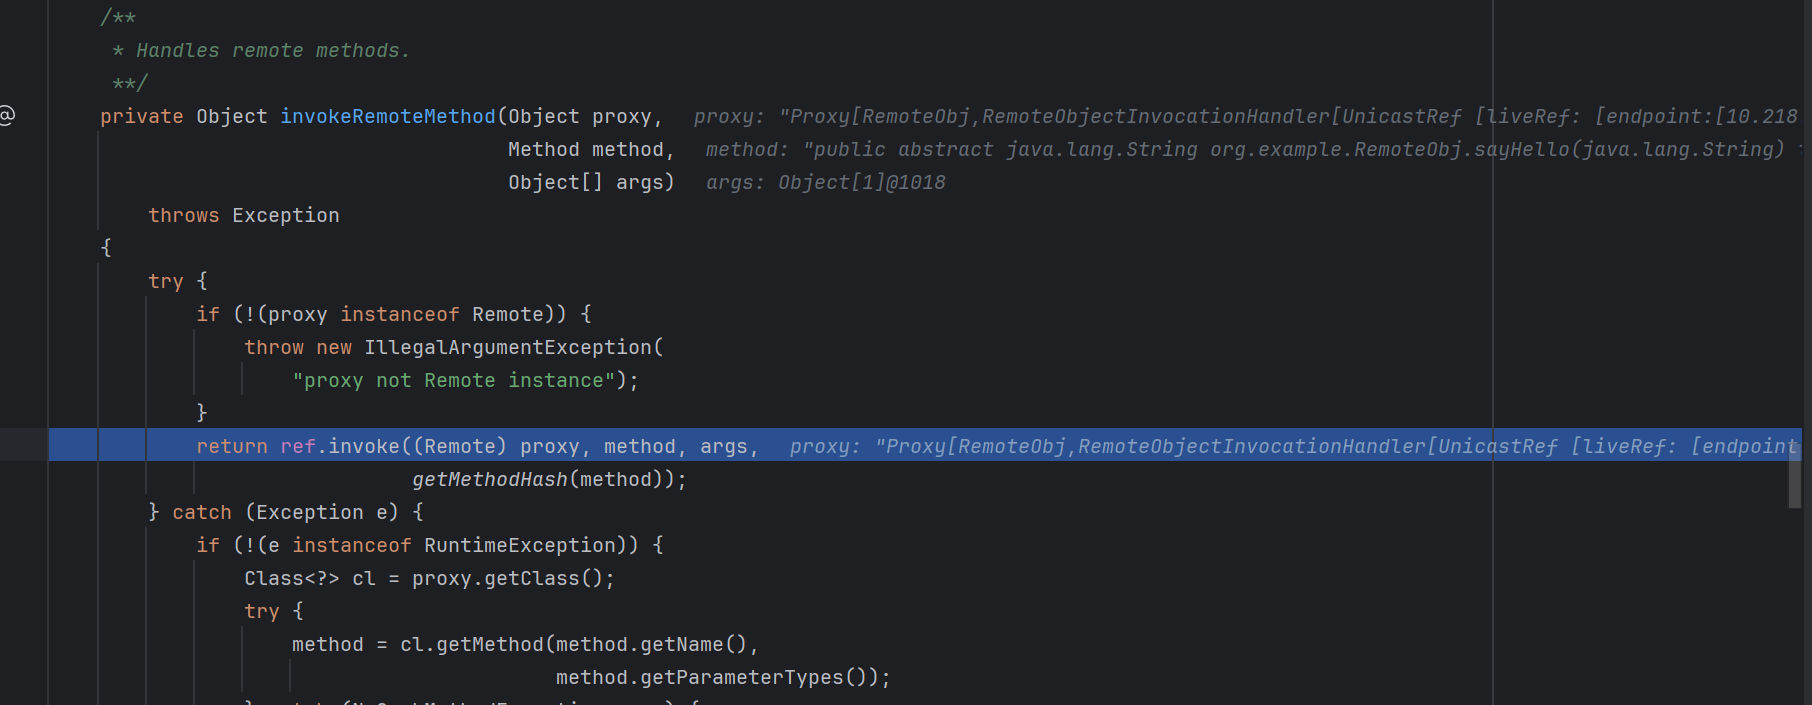 /**
* Handles remote methods.
**/
@
private Object invokeRemoteMethod(Object proxy,   proxy: "Proxy[RemoteObj,RemoteObjectInvocationHandler[UnicastRef [liveRef: [endpoint:[10.218
Method method,   method: "public abstract java.lang.String org.example.RemoteObj.sayHello(java.lang.String)
Object[] args)   args: Object[1]@1018
throws Exception
{
try {
if (!(proxy instanceof Remote)) {
throw new IllegalArgumentException(
"proxy not Remote instance");
}
return ref.invoke((Remote) proxy, method, args,   proxy: "Proxy[RemoteObj,RemoteObjectInvocationHandler[UnicastRef [liveRef: [endpoint
getMethodHash(method));
} catch (Exception e) {
if (!(e instanceof RuntimeException)) {
Class<?> cl = proxy.getClass();
try {
method = cl.getMethod(method.getName(),
method.getParameterTypes());